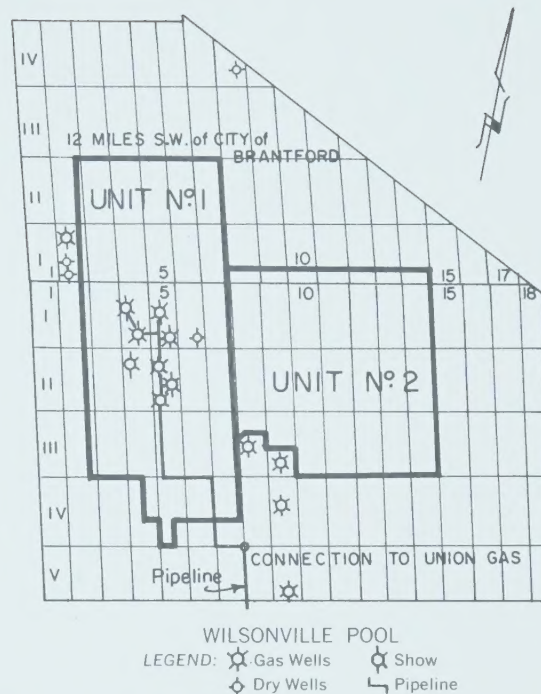 IV
III
12 MILES S.W. of CITY of
BRANTFORD
II
UNIT Nº1
I
5
10
15
17
18
I
5
10
15
II
UNIT Nº2
III
IV
CONNECTION TO UNION GAS
V
Pipeline
WILSONVILLE POOL
LEGEND: Gas Wells Show
Dry Wells Pipeline